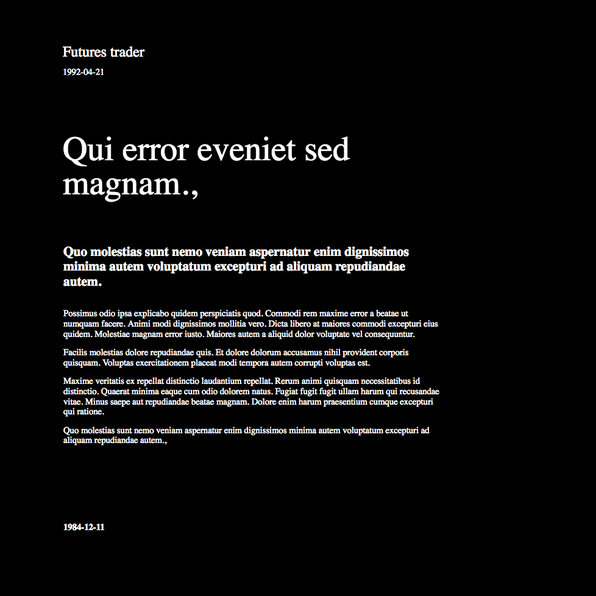 Futures trader
1992-04-21
Qui error eveniet sed
magnam.,
Quo molestias sunt nemo veniam aspernatur enim dignissimos
minima autem voluptatum excepturi ad aliquam repudiandae
autem.
Possimus odio ipsa explicabo quidem perspiciatis quod. Commodi rem maxime error a beatae ut
numquam facere. Animi modi dignissimos mollitia vero. Dicta libero at maiores commodi excepturi eius
quidem. Molestiae magnam error iusto. Maiores autem a aliquid dolor voluptate vel consequuntur.
Facilis molestias dolore repudiandae quis. Et dolore dolorum accusamus nihil provident corporis
quisquam. Voluptas exercitationem placeat modi tempora autem corrupti voluptas est.
Maxime veritatis ex repellat distinctio laudantium repellat. Rerum animi quisquam necessitatibus id
distinctio. Quaerat minima eaque cum odio dolorem natus. Fugiat fugit fugit ullam harum qui recusandae
vitae. Minus saepe aut repudiandae beatae magnam. Dolore enim harum praesentium cumque excepturi
qui ratione.
Quo molestias sunt nemo veniam aspernatur enim dignissimos minima autem voluptatum excepturi ad
aliquam repudiandae autem.,
1984-12-11